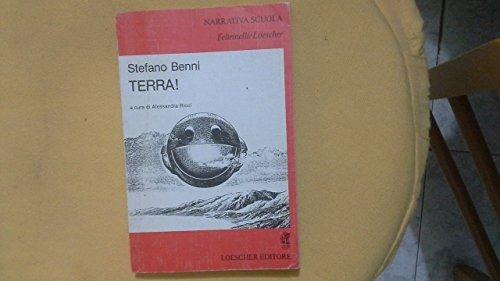 NARRATIVA SCUOLA
Feltrinelli/Loescher
Stefano Benni
TERRA!
a cura di Alessandra Ricci
LOESCHER EDITORE